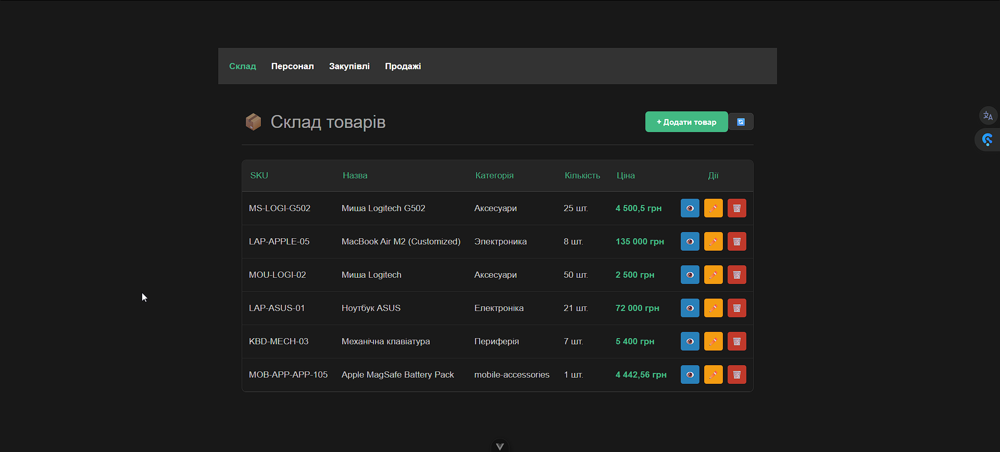 Склад Персонал Закупівлі Продажі
Склад товарів + Додати товар
SKU Назва Категорія Кількість Ціна Дії
MS-LOGI-G502 Миша Logitech G502 Аксесуари 25 шт. 4 500,5 грн
LAP-APPLE-05 MacBook Air M2 (Customized) Электроника 8 шт. 135 000 грн
MOU-LOGI-02 Миша Logitech Аксесуари 50 шт. 2 500 грн
LAP-ASUS-01 Ноутбук ASUS Електроніка 21 шт. 72 000 грн
KBD-MECH-03 Механічна клавіатура Периферія 7 шт. 5 400 грн
MOB-APP-APP-105 Apple MagSafe Battery Pack mobile-accessories 1 шт. 4 442,56 грн